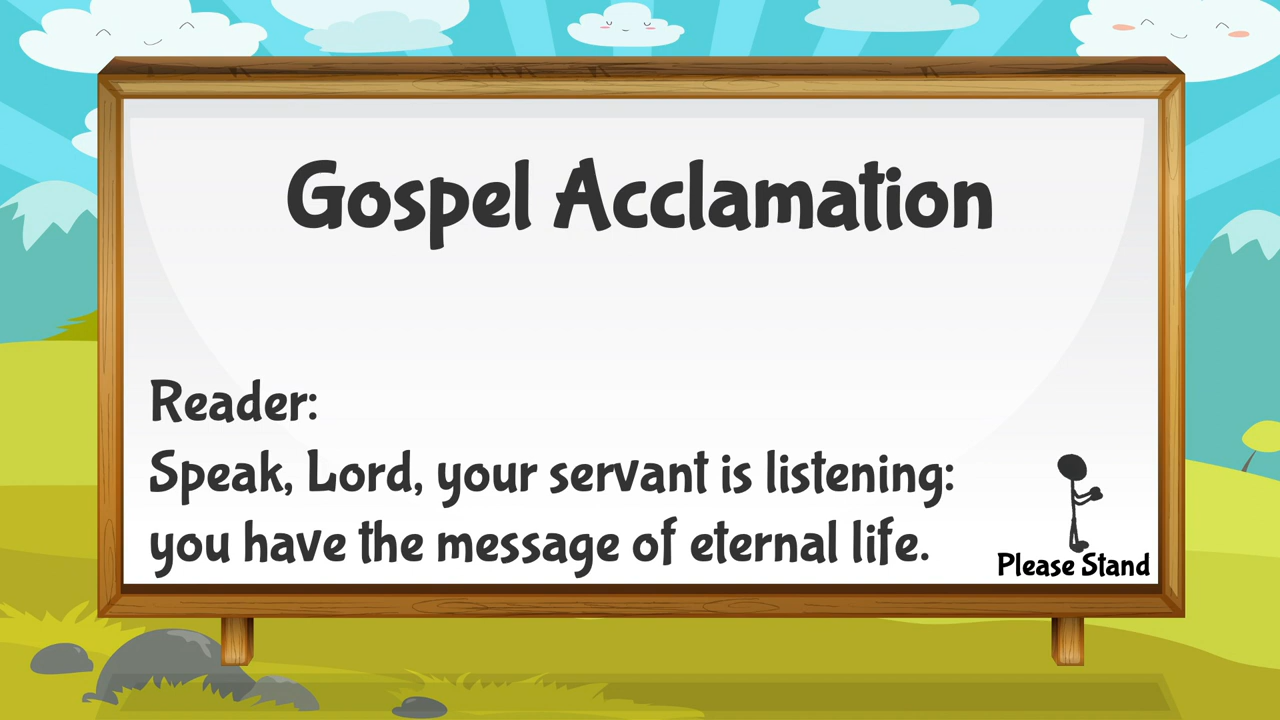 Gospel Acclamation
Reader:
Speak, Lord, your servant is listening:
you have the message of eternal life.
Please Stand